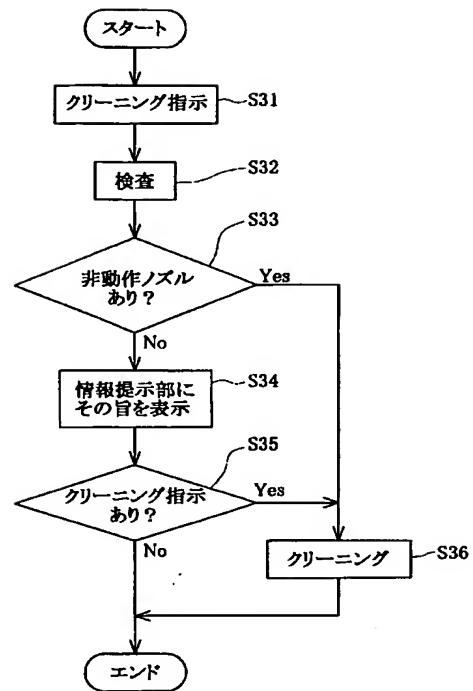 スタート
クリーニング指示
S31
検査
S32
S33
非動作ノズル
あり？
Yes
No
情報提示部に
その旨を表示
S34
S35
クリーニング指示
あり？
Yes
No
クリーニング
S36
エンド